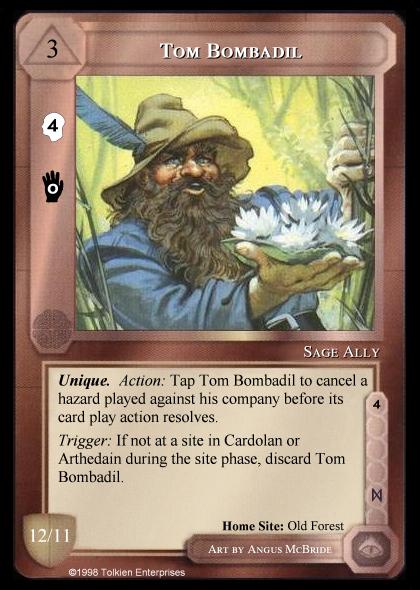 3
TOM BOMBADIL
4
SAGE ALLY
Unique. Action: Tap Tom Bombadil to cancel a
hazard played against his company before its
card play action resolves.
4
Trigger: If not at a site in Cardolan or
Arthedain during the site phase, discard Tom
Bombadil.
Home Site: Old Forest
12/11
ART BY ANGUS MCBRIDE
©1998 Tolkien Enterprises